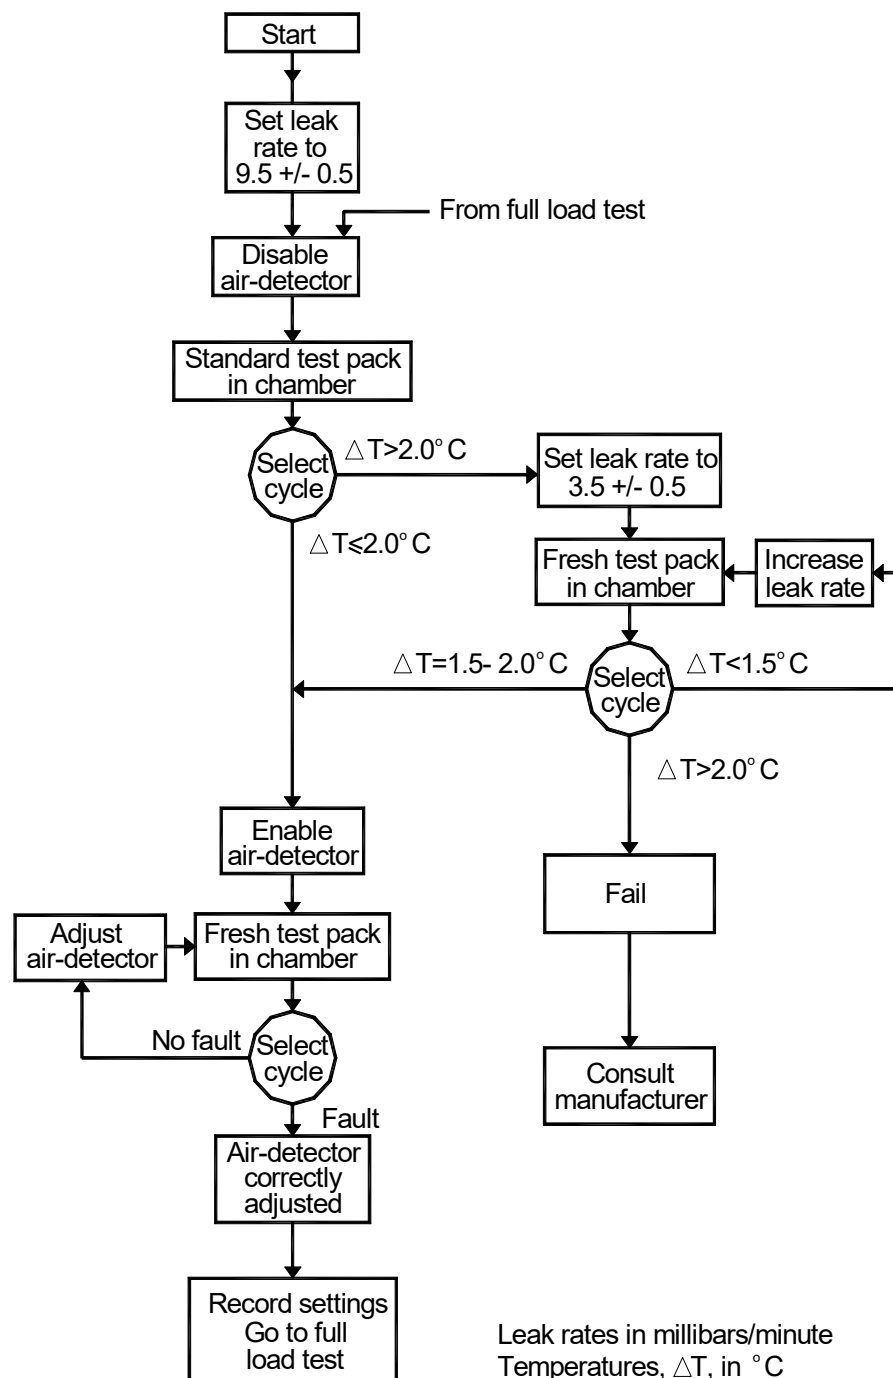 Start
Set leak
rate to
9.5 +/- 0.5
From full load test
Disable
air-detector
Standard test pack
in chamber
Select
cycle
△T>2.0°C
Set leak rate to
3.5 +/- 0.5
△T≤2.0°C
Fresh test pack
in chamber
Increase
leak rate
△T=1.5- 2.0°C
Select
cycle
△T<1.5°C
△T>2.0°C
Enable
air-detector
Fail
Adjust
air-detector
Fresh test pack
in chamber
No fault
Select
cycle
Consult
manufacturer
Fault
Air-detector
correctly
adjusted
Record settings
Go to full
load test
Leak rates in millibars/minute
Temperatures, △T, in °C